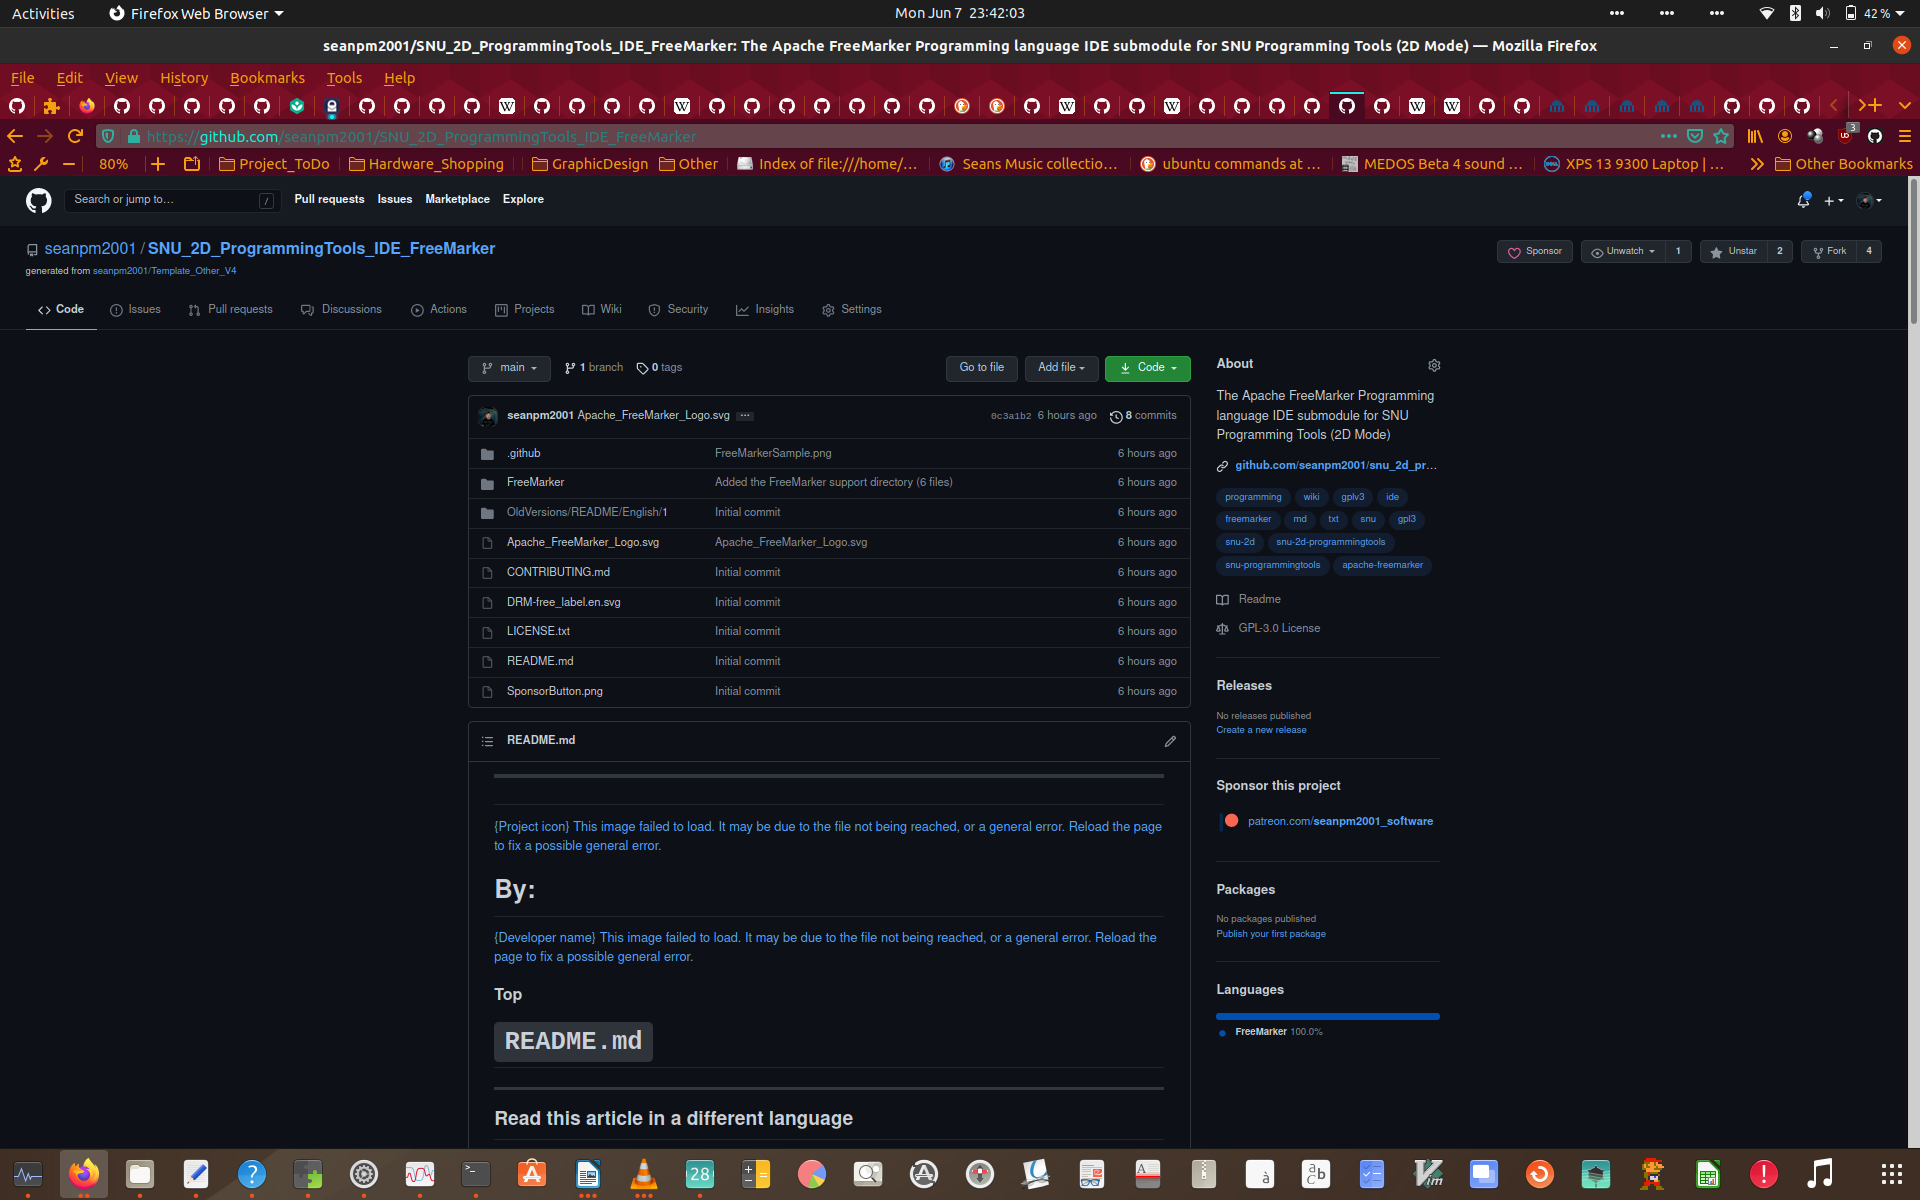 Activities
Firefox Web Browser
Mon Jun 7 23:42:03
42 %
seanpm2001/SNU_2D_ProgrammingTools_IDE_FreeMarker: The Apache FreeMarker Programming language IDE submodule for SNU Programming Tools (2D Mode) — Mozilla Firefox
File Edit View History Bookmarks Tools Help
https://github.com/seanpm2001/SNU_2D_ProgrammingTools_IDE_FreeMarker
3
80%
Project_ToDo
Hardware_Shopping
GraphicDesign
Other
Index of file:///home/…
Seans Music collectio…
ubuntu commands at …
MEDOS Beta 4 sound …
XPS 13 9300 Laptop | …
Other Bookmarks
Search or jump to…
/
Pull requests Issues Marketplace Explore
seanpm2001 / SNU_2D_ProgrammingTools_IDE_FreeMarker
generated from seanpm2001/Template_Other_V4
Sponsor
Unwatch 1
Unstar 2
Fork 4
Code
Issues
Pull requests
Discussions
Actions
Projects
Wiki
Security
Insights
Settings
main
1 branch
0 tags
Go to file
Add file
Code
seanpm2001 Apache_FreeMarker_Logo.svg ...
0c3a1b2 6 hours ago 8 commits
.github FreeMarkerSample.png 6 hours ago
FreeMarker Added the FreeMarker support directory (6 files) 6 hours ago
OldVersions/README/English/1 Initial commit 6 hours ago
Apache_FreeMarker_Logo.svg Apache_FreeMarker_Logo.svg 6 hours ago
CONTRIBUTING.md Initial commit 6 hours ago
DRM-free_label.en.svg Initial commit 6 hours ago
LICENSE.txt Initial commit 6 hours ago
README.md Initial commit 6 hours ago
SponsorButton.png Initial commit 6 hours ago
README.md
{Project icon} This image failed to load. It may be due to the file not being reached, or a general error. Reload the page
to fix a possible general error.
By:
{Developer name} This image failed to load. It may be due to the file not being reached, or a general error. Reload the
page to fix a possible general error.
Top
README.md
Read this article in a different language
About
The Apache FreeMarker Programming
language IDE submodule for SNU
Programming Tools (2D Mode)
github.com/seanpm2001/snu_2d_pr…
programming wiki gplv3 ide
freemarker md txt snu gpl3
snu-2d snu-2d-programmingtools
snu-programmingtools apache-freemarker
Readme
GPL-3.0 License
Releases
No releases published
Create a new release
Sponsor this project
patreon.com/seanpm2001_software
Packages
No packages published
Publish your first package
Languages
FreeMarker 100.0%
28